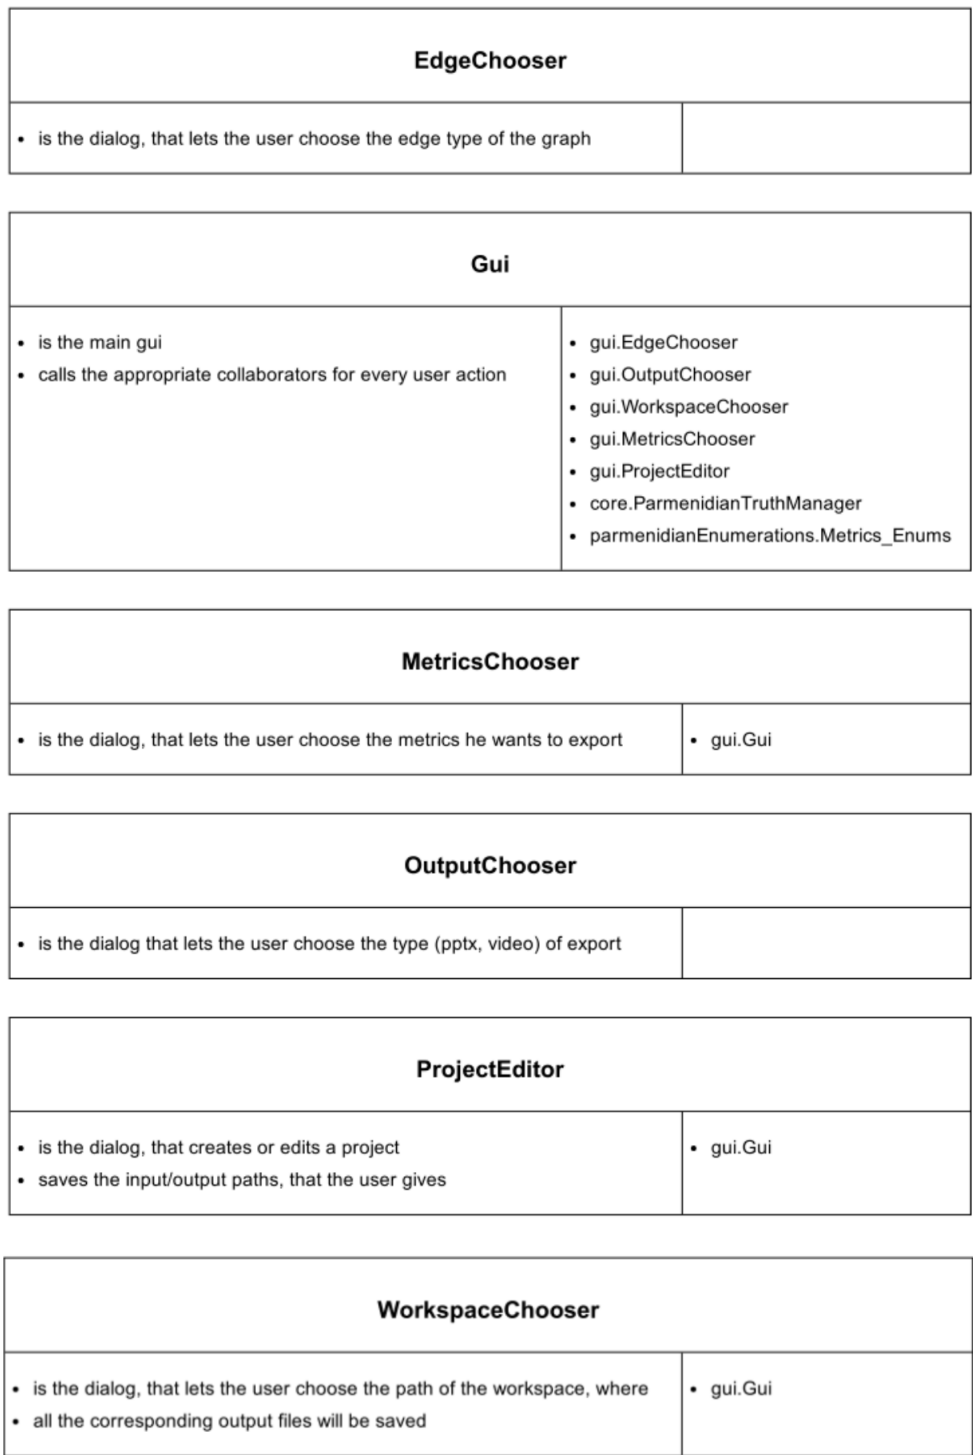 EdgeChooser
• is the dialog, that lets the user choose the edge type of the graph
Gui
• is the main gui
• calls the appropriate collaborators for every user action
• gui.EdgeChooser
• gui.OutputChooser
• gui.WorkspaceChooser
• gui.MetricsChooser
• gui.ProjectEditor
• core.ParmenidianTruthManager
• parmenidianEnumerations.Metrics_Enums
MetricsChooser
• is the dialog, that lets the user choose the metrics he wants to export
• gui.Gui
OutputChooser
• is the dialog that lets the user choose the type (pptx, video) of export
ProjectEditor
• is the dialog, that creates or edits a project
• saves the input/output paths, that the user gives
• gui.Gui
WorkspaceChooser
• is the dialog, that lets the user choose the path of the workspace, where
• all the corresponding output files will be saved
• gui.Gui